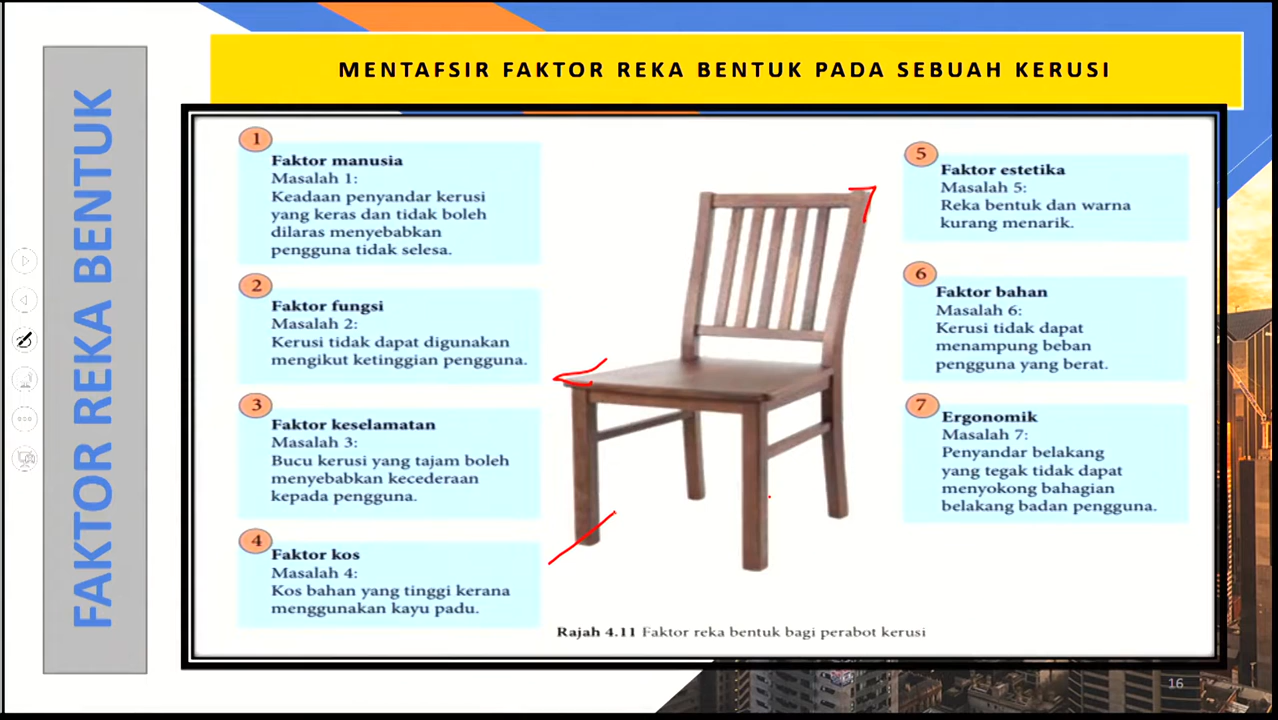 MENTAFSIR FAKTOR REKA BENTUK PADA SEBUAH KERUSI
FAKTOR REKA BENTUK
1
Faktor manusia
Masalah 1:
Keadaan penyandar kerusi
yang keras dan tidak boleh
dilaras menyebabkan
pengguna tidak selesa.
2
Faktor fungsi
Masalah 2:
Kerusi tidak dapat digunakan
mengikut ketinggian pengguna.
3
Faktor keselamatan
Masalah 3:
Bucu kerusi yang tajam boleh
menyebabkan kecederaan
kepada pengguna.
4
Faktor kos
Masalah 4:
Kos bahan yang tinggi kerana
menggunakan kayu padu.
5
Faktor estetika
Masalah 5:
Reka bentuk dan warna
kurang menarik.
6
Faktor bahan
Masalah 6:
Kerusi tidak dapat
menampung beban
pengguna yang berat.
7
Ergonomik
Masalah 7:
Penyandar belakang
yang tegak tidak dapat
menyokong bahagian
belakang badan pengguna.
Rajah 4.11 Faktor reka bentuk bagi perabot kerusi
16